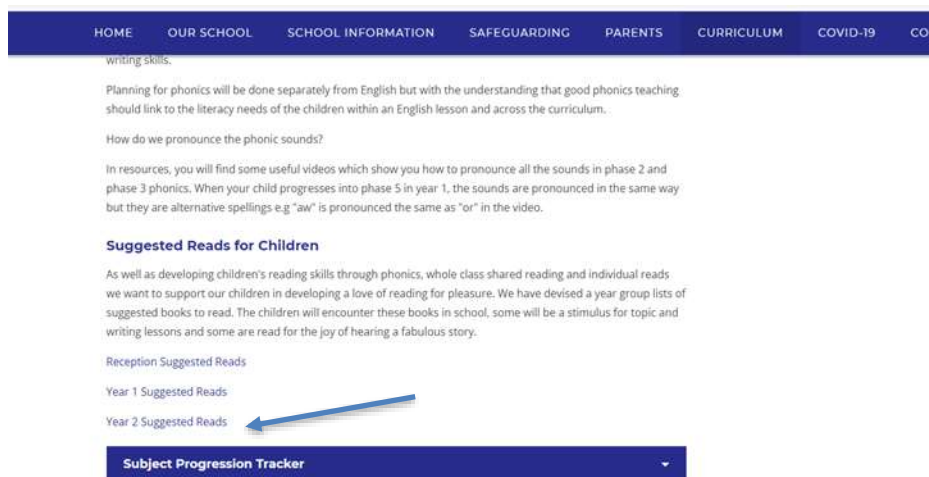 HOME OUR SCHOOL SCHOOL INFORMATION SAFEGUARDING PARENTS CURRICULUM COVID-19 CO
writing skills.
Planning for phonics will be done separately from English but with the understanding that good phonics teaching
should link to the literacy needs of the children within an English lesson and across the curriculum.
How do we pronounce the phonic sounds?
In resources, you will find some useful videos which show you how to pronounce all the sounds in phase 2 and
phase 3 phonics. When your child progresses into phase 5 in year 1, the sounds are pronounced in the same way
but they are alternative spellings e.g "aw" is pronounced the same as "or" in the video.
Suggested Reads for Children
As well as developing children's reading skills through phonics, whole class shared reading and individual reads
we want to support our children in developing a love of reading for pleasure. We have devised a year group lists of
suggested books to read. The children will encounter these books in school, some will be a stimulus for topic and
writing lessons and some are read for the joy of hearing a fabulous story.
Reception Suggested Reads
Year 1 Suggested Reads
Year 2 Suggested Reads
Subject Progression Tracker